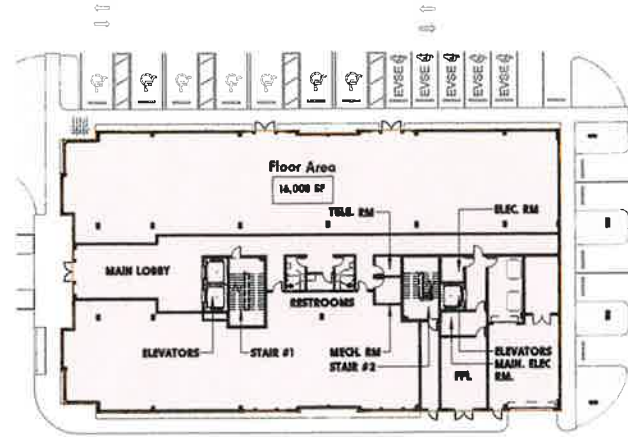 EVSE EVSE EVSE EVSE EVSE
Floor Area
16,008 SF
TELE. RM
ELEC. RM
MAIN LOBBY
RESTROOMS
ELEVATORS
STAIR #1
MECH. RM
STAIR #2
ELEVATORS
MAIN. ELEC
RM.